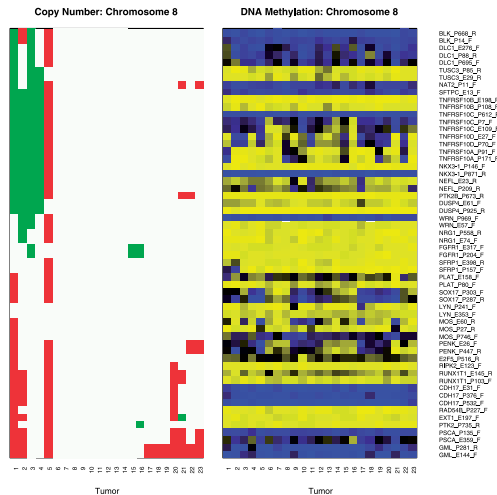 Copy Number: Chromosome 8
DNA Methylation: Chromosome 8
BLK_P668_R
BLK_P14_F
DLC1_E276_F
DLC1_P88_R
DLC1_P695_F
TUSC3_P85_R
TUSC3_E29_R
NAT2_P11_F
SFTPC_E13_F
TNFRSF10B_E198_R
TNFRSF10B_P108_R
TNFRSF10C_P612_R
TNFRSF10C_P7_F
TNFRSF10C_E109_F
TNFRSF10D_E27_F
TNFRSF10D_P70_F
TNFRSF10A_P91_F
TNFRSF10A_P171_F
NKX3-1_P146_F
NKX3-1_P871_R
NEFL_E23_R
NEFL_P209_R
PTK2B_P673_R
DUSP4_E61_F
DUSP4_P925_R
WRN_P969_F
WRN_E57_F
NRG1_P558_R
NRG1_E74_F
FGFR1_E317_F
FGFR1_P204_F
SFRP1_E398_R
SFRP1_P157_F
PLAT_E158_F
PLAT_P80_F
SOX17_P303_F
SOX17_P287_R
LYN_P241_F
LYN_E353_F
MOS_E60_R
MOS_P27_R
MOS_P746_F
PENK_E26_F
PENK_P447_R
E2F5_P516_R
RIPK2_E123_F
RUNX1T1_E145_R
RUNX1T1_P103_F
CDH17_E31_F
CDH17_P376_F
CDH17_P532_F
RAD54B_P227_F
EXT1_E197_F
PTK2_P735_R
PSCA_P135_F
PSCA_E359_F
GML_P281_R
GML_E144_F
1 2 3 4 5 6 7 8 9 10 11 12 13 14 15 16 17 18 19 20 21 22 23
1 2 3 4 5 6 7 8 9 10 11 12 13 14 15 16 17 18 19 20 21 22 23
Tumor
Tumor